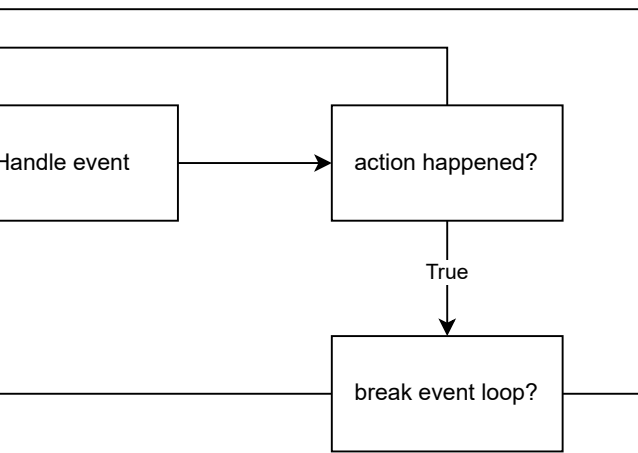 Handle event
action happened?
True
break event loop?